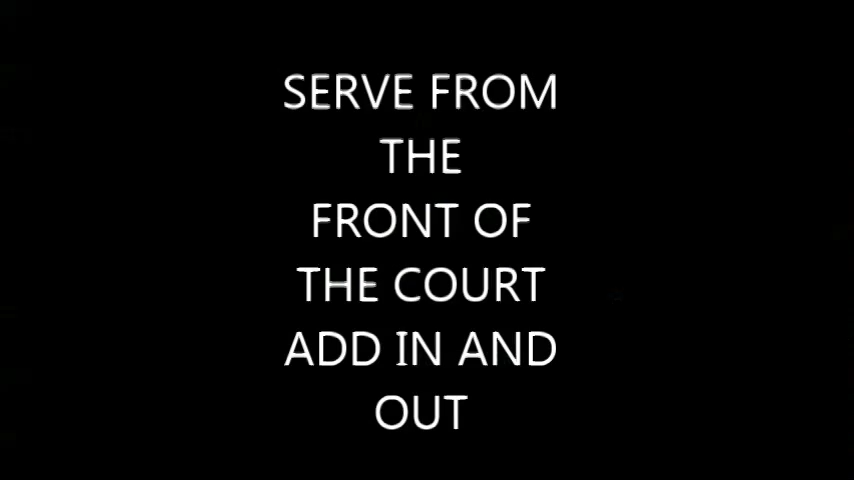 SERVE FROM
THE
FRONT OF
THE COURT
ADD IN AND
OUT